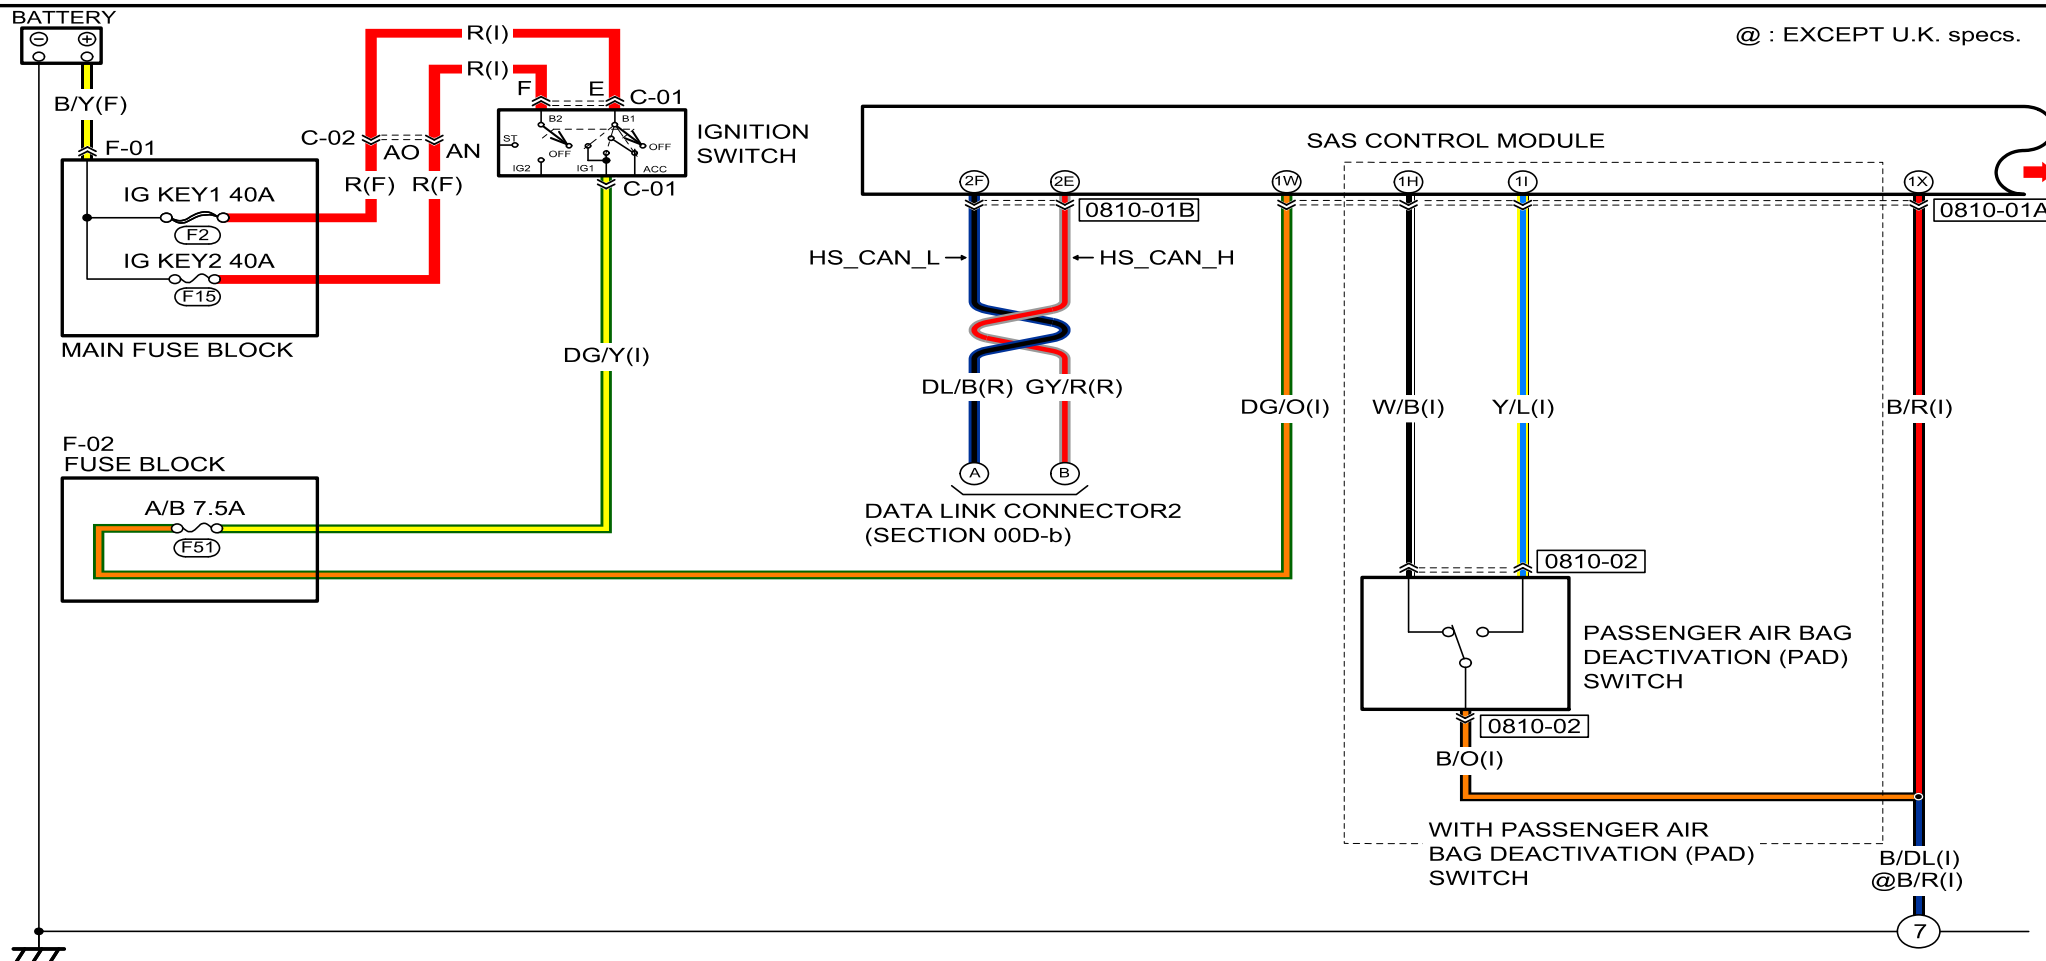 BATTERY
@ : EXCEPT U.K. specs.
R(I)
R(I)
B/Y(F)
F
E
C-01
C-02
AO
AN
F-01
B2
B1
ST
OFF
OFF
IG2
IG1
ACC
IGNITION
SWITCH
C-01
R(F)
R(F)
IG KEY1 40A
F2
IG KEY2 40A
F15
MAIN FUSE BLOCK
DG/Y(I)
F-02
FUSE BLOCK
A/B 7.5A
F51
SAS CONTROL MODULE
2F
2E
1W
1H
1I
1X
0810-01B
0810-01A
HS_CAN_L
HS_CAN_H
DL/B(R)
GY/R(R)
DG/O(I)
W/B(I)
Y/L(I)
B/R(I)
A
B
DATA LINK CONNECTOR2
(SECTION 00D-b)
0810-02
PASSENGER AIR BAG
DEACTIVATION (PAD)
SWITCH
0810-02
B/O(I)
WITH PASSENGER AIR
BAG DEACTIVATION (PAD)
SWITCH
B/DL(I)
@B/R(I)
7